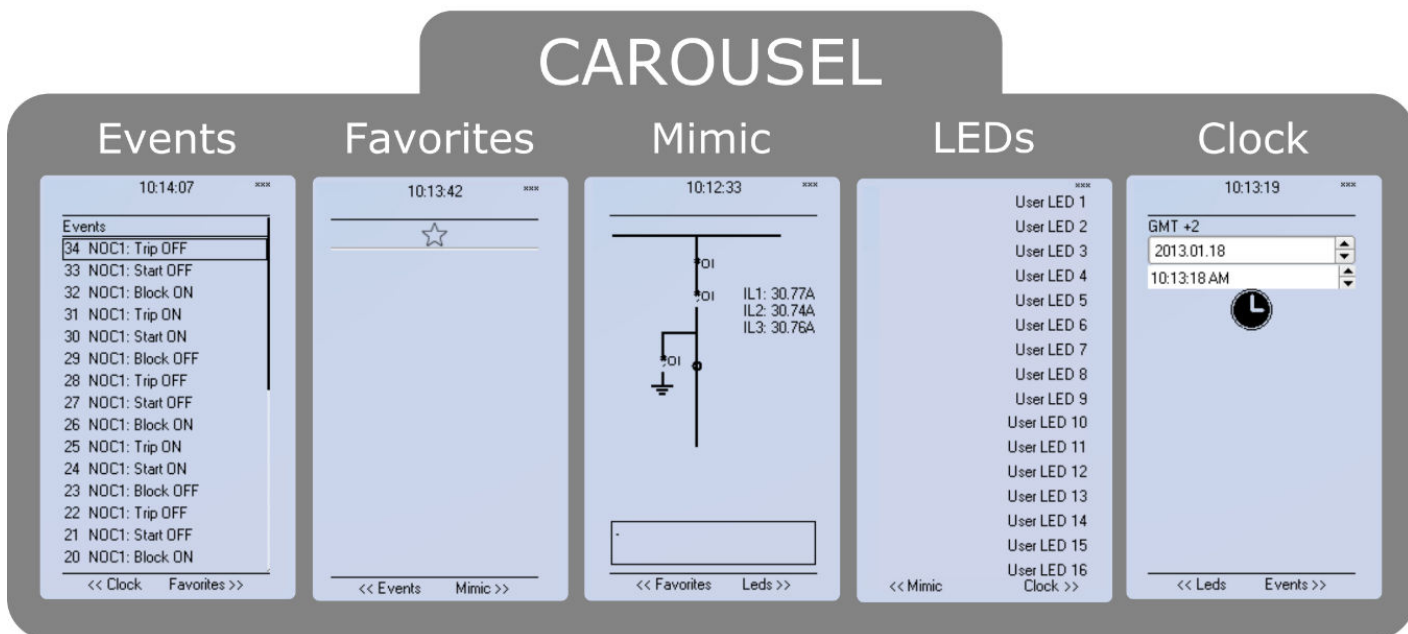 CAROUSEL
Events
Favorites
Mimic
LEDs
Clock
10:14:07 xxx
Events
34 NOC1: Trip OFF
33 NOC1: Start OFF
32 NOC1: Block ON
31 NOC1: Trip ON
30 NOC1: Start ON
29 NOC1: Block OFF
28 NOC1: Trip OFF
27 NOC1: Start OFF
26 NOC1: Block ON
25 NOC1: Trip ON
24 NOC1: Start ON
23 NOC1: Block OFF
22 NOC1: Trip OFF
21 NOC1: Start OFF
20 NOC1: Block ON
<< Clock Favorites >>
10:13:42 xxx
<< Events Mimic >>
10:12:33 xxx
OI
OI
IL1: 30.77A
IL2: 30.74A
IL3: 30.76A
OI
-
<< Favorites Leds >>
xxx
User LED 1
User LED 2
User LED 3
User LED 4
User LED 5
User LED 6
User LED 7
User LED 8
User LED 9
User LED 10
User LED 11
User LED 12
User LED 13
User LED 14
User LED 15
User LED 16
<< Mimic Clock >>
10:13:19 xxx
GMT +2
2013.01.18
10:13:18 AM
<< Leds Events >>